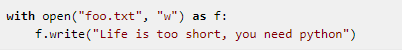 with open("foo.txt", "w") as f:
    f.write("Life is too short, you need python")